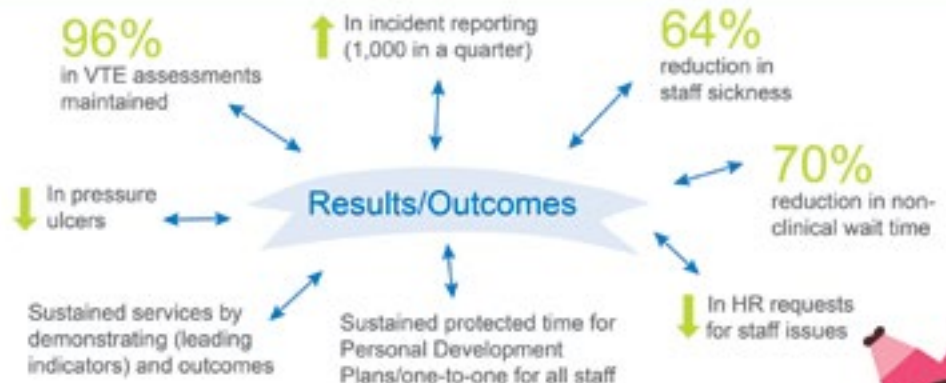 96%
in VTE assessments
maintained
In incident reporting
(1,000 in a quarter)
64%
reduction in
staff sickness
70%
reduction in non-
clinical wait time
In pressure
ulcers
Results/Outcomes
In HR requests
for staff issues
Sustained services by
demonstrating (leading
indicators) and outcomes
Sustained protected time for
Personal Development
Plans/one-to-one for all staff